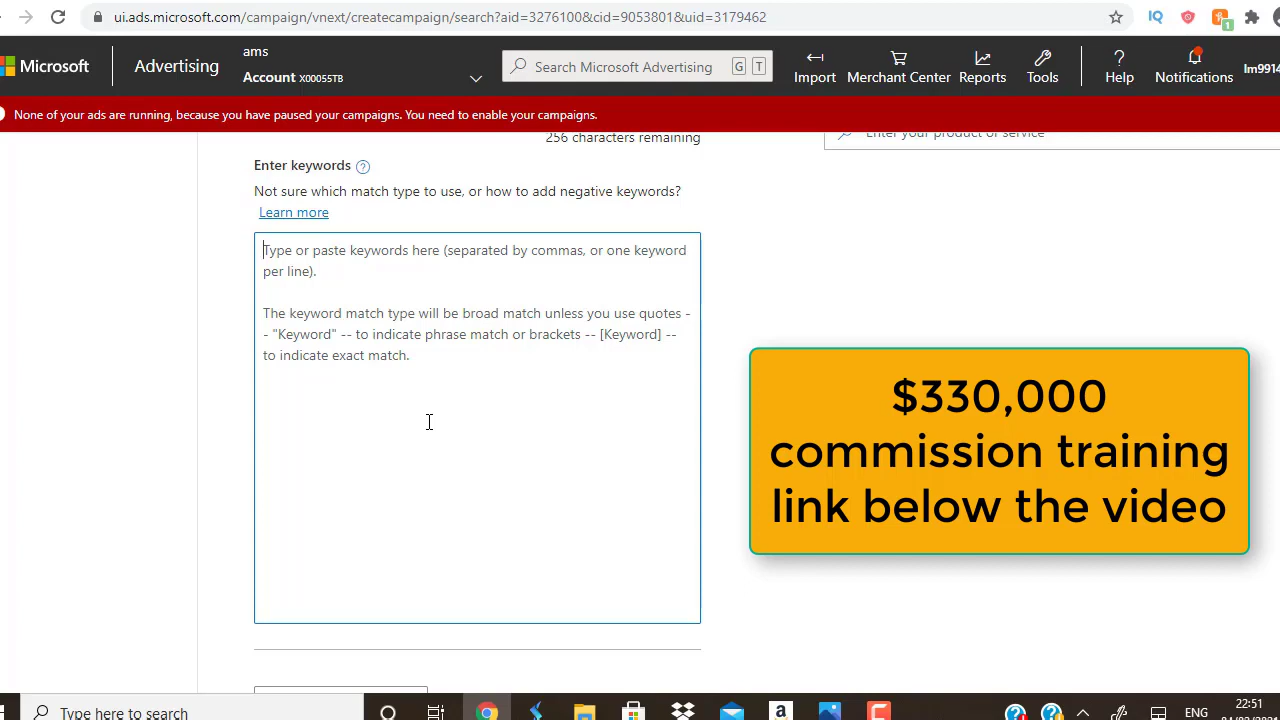 ui.ads.microsoft.com/campaign/vnext/createcampaign/search?aid=3276100&cid=9053801&uid=3179462
IQ
1
Microsoft
Advertising
ams
Account X00055TB
Search Microsoft Advertising
G T
Import
Merchant Center
Reports
Tools
?
Help
Notifications
lm9914
None of your ads are running, because you have paused your campaigns. You need to enable your campaigns.
256 characters remaining
Enter your product or service
Enter keywords ?
Not sure which match type to use, or how to add negative keywords?
Learn more
Type or paste keywords here (separated by commas, or one keyword
per line).
The keyword match type will be broad match unless you use quotes -
- "Keyword" -- to indicate phrase match or brackets -- [Keyword] --
to indicate exact match.
$330,000
commission training
link below the video
Type here to search
a
ENG
22:51